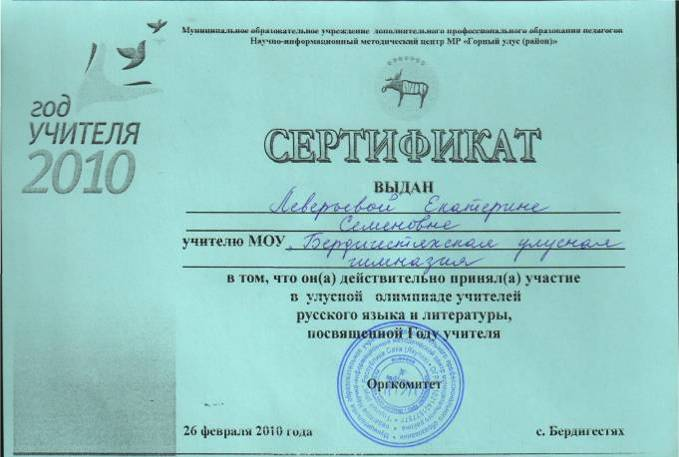 Муниципальное образовательное учреждение дополнительного профессионального образования педагогов
Научно-информационный методический центр МР «Горный улус (район)»
год
УЧИТЕЛЯ
2010
СЕРТИФИКАТ
ВЫДАН
Леверьевой Екатерине
Семеновне
учителю МОУ „Бердигестяхская улусная
гимназия
в том, что он(а) действительно принял(а) участие
в улусной олимпиаде учителей
русского языка и литературы,
посвященной Году учителя
Оргкомитет
26 февраля 2010 года
с. Бердигестях